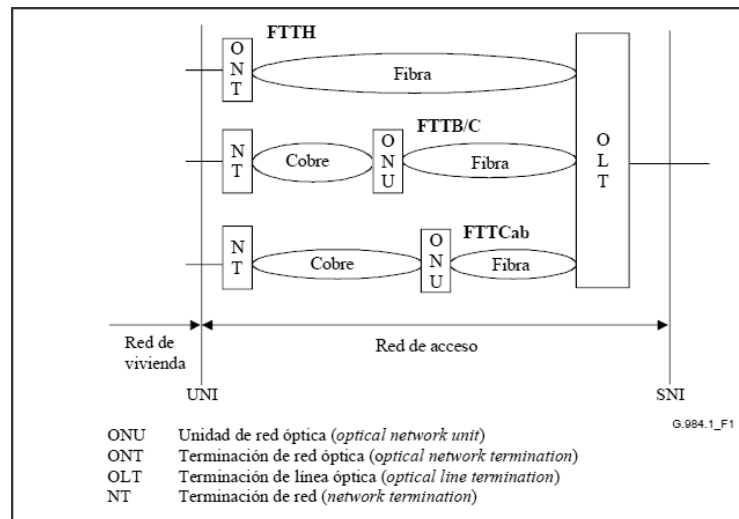 FTTH
O
N
T
Fibra
FTTB/C
N
T
Cobre
O
N
U
Fibra
O
L
T
FTTCab
N
T
Cobre
O
N
U
Fibra
Red de
vivienda
Red de acceso
UNI
SNI
G.984.1_F1
ONU Unidad de red óptica (optical network unit)
ONT Terminación de red óptica (optical network termination)
OLT Terminación de línea óptica (optical line termination)
NT Terminación de red (network termination)